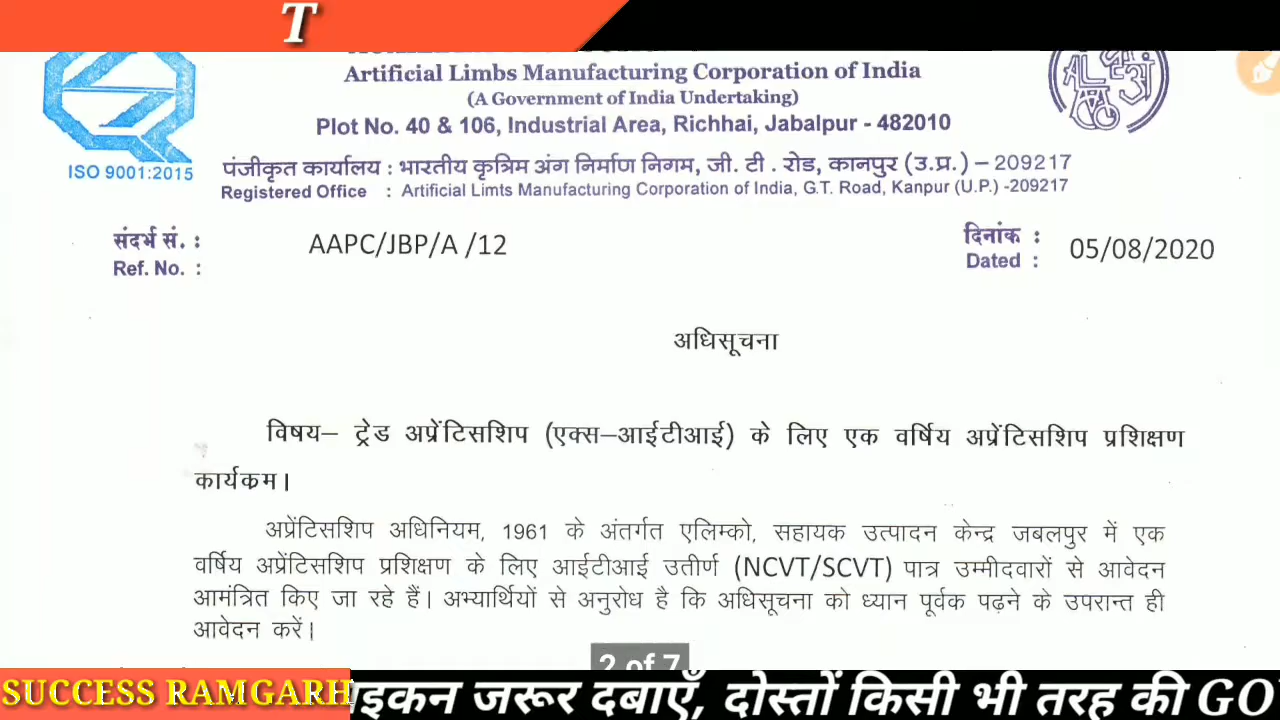 T
Artificial Limbs Manufacturing Corporation of India
(A Government of India Undertaking)
Plot No. 40 & 106, Industrial Area, Richhai, Jabalpur - 482010
ISO 9001:2015
पंजीकृत कार्यालय : भारतीय कृत्रिम अंग निर्माण निगम, जी. टी . रोड, कानपुर (उ.प्र.) – 209217
Registered Office : Artificial Limts Manufacturing Corporation of India, G.T. Road, Kanpur (U.P.) -209217
संदर्भ सं. : AAPC/JBP/A /12 दिनांक : 05/08/2020
Ref. No. : Dated :
अधिसूचना
विषय– ट्रेड अप्रेंटिसशिप (एक्स–आईटीआई) के लिए एक वर्षिय अप्रेंटिसशिप प्रशिक्षण
कार्यकम।
अप्रेंटिसशिप अधिनियम, 1961 के अंतर्गत एलिम्को, सहायक उत्पादन केन्द्र जबलपुर में एक
वर्षिय अप्रेंटिसशिप प्रशिक्षण के लिए आईटीआई उतीर्ण (NCVT/SCVT) पात्र उम्मीदवारों से आवेदन
आमंत्रित किए जा रहे हैं। अभ्यार्थियों से अनुरोध है कि अधिसूचना को ध्यान पूर्वक पढ़ने के उपरान्त ही
आवेदन करें।
2 of 7
SUCCESS RAMGARH
इकन जरूर दबाएँ, दोस्तों किसी भी तरह की GO